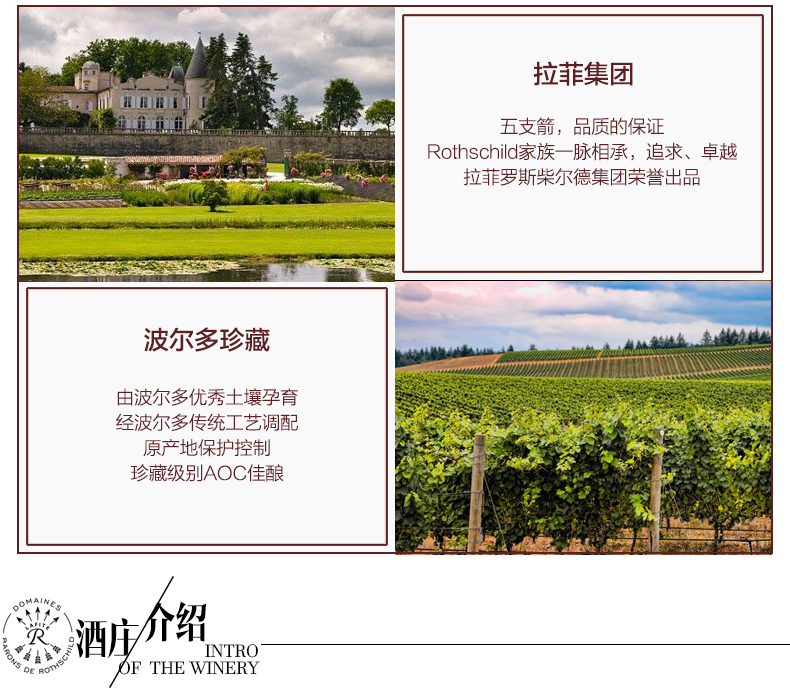 拉菲集团
五支箭，品质的保证
Rothschild家族一脉相承，追求、卓越
拉菲罗斯柴尔德集团荣誉出品
波尔多珍藏
由波尔多优秀土壤孕育
经波尔多传统工艺调配
原产地保护控制
珍藏级别AOC佳酿
DOMAINES
LAFITE
R
BARONS DE ROTHSCHILD
酒庄介绍
INTRO
OF THE WINERY